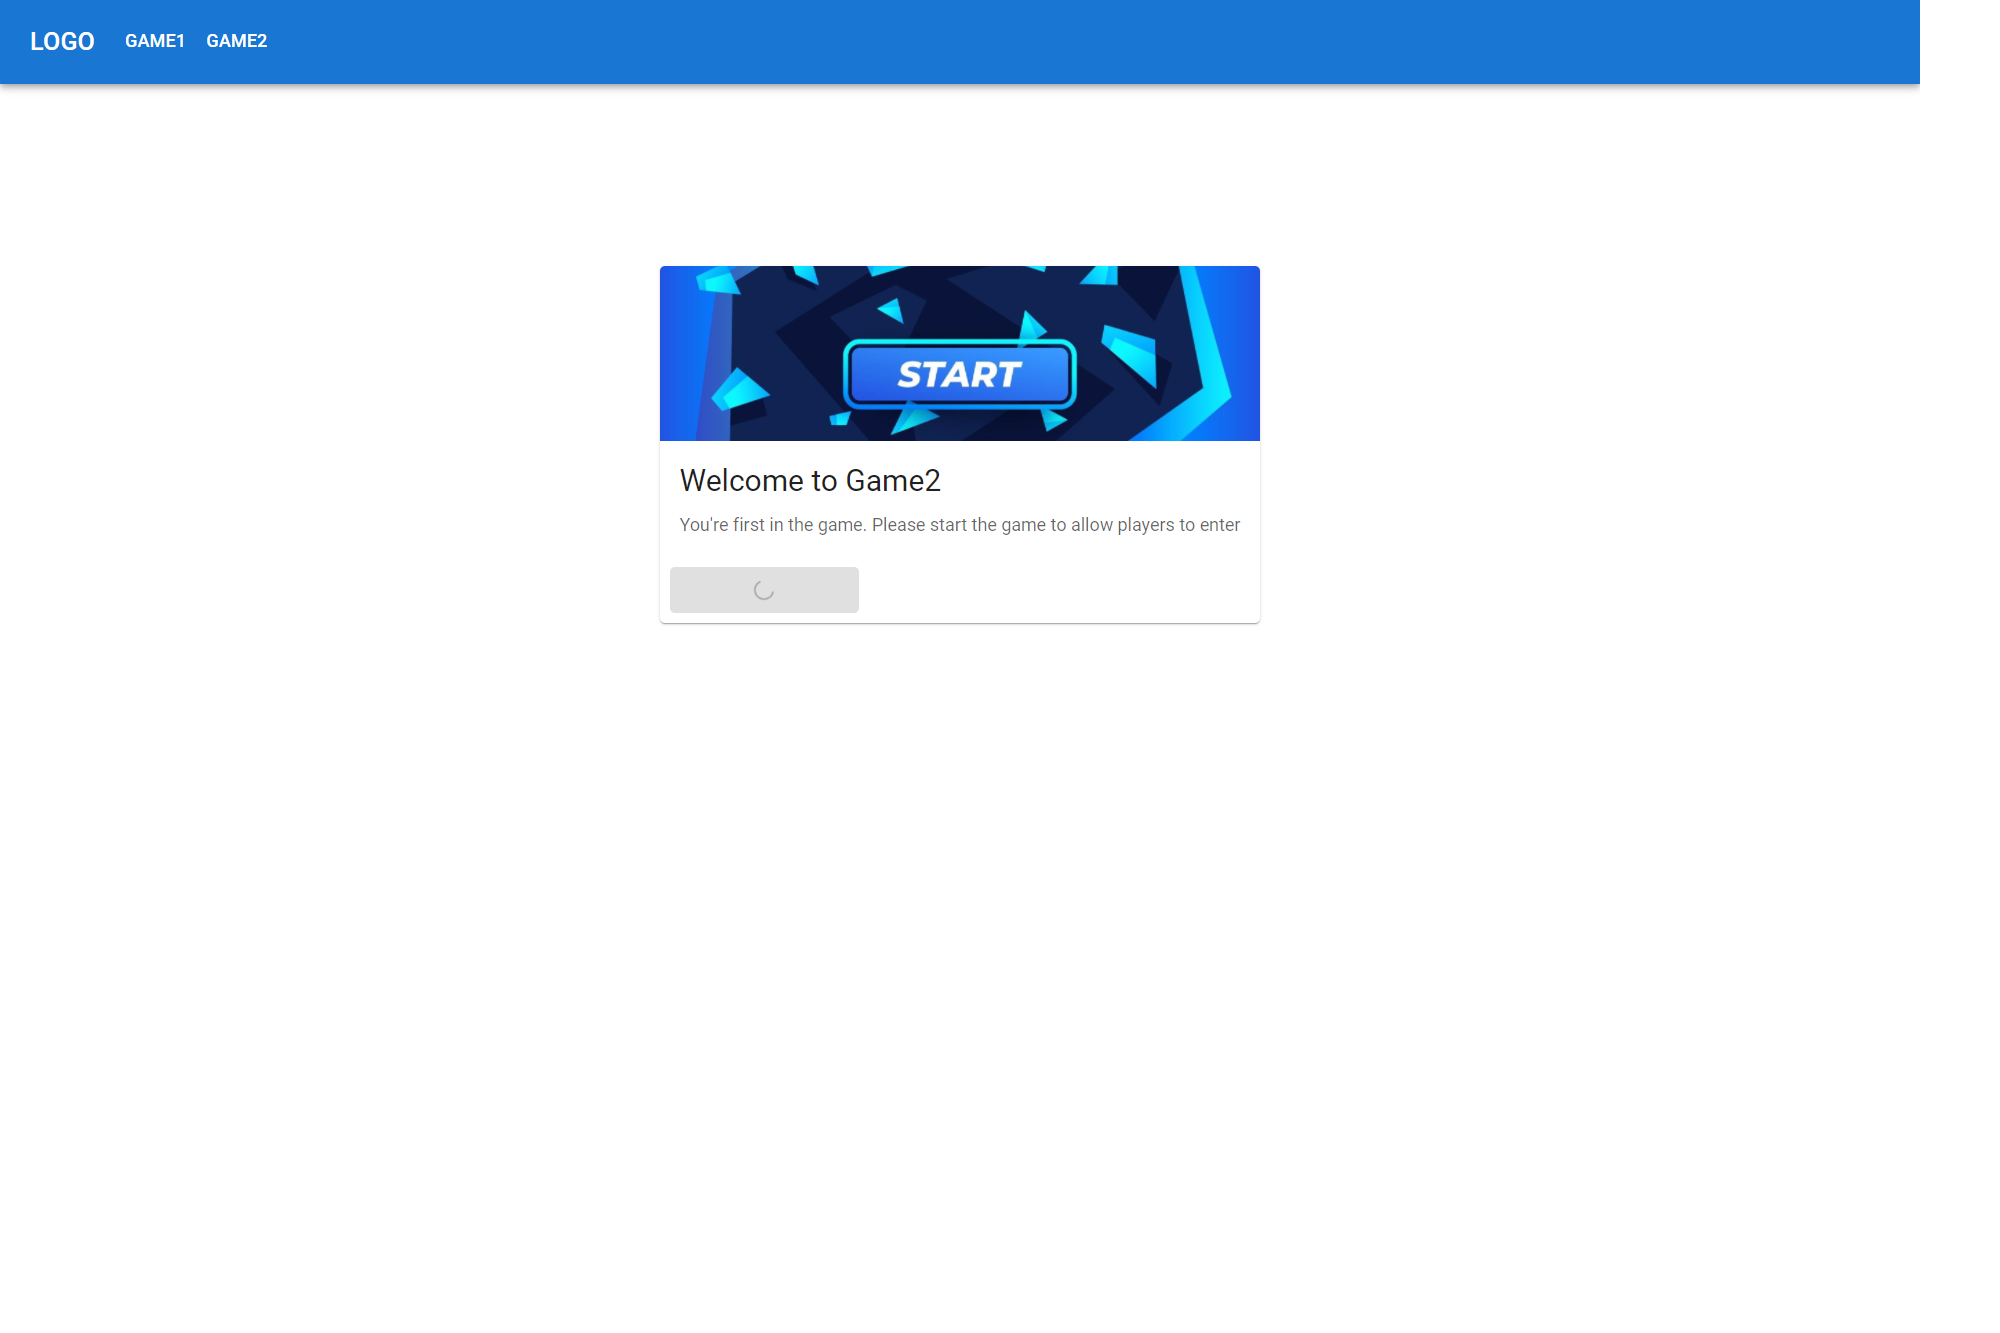 LOGO GAME1 GAME2
START
Welcome to Game2
You're first in the game. Please start the game to allow players to enter